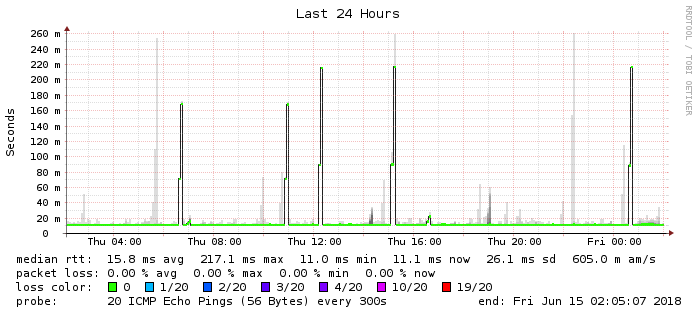 Last 24 Hours
RRDTOOL / TOBI OETIKER
Seconds
260 m
240 m
220 m
200 m
180 m
160 m
140 m
120 m
100 m
80 m
60 m
40 m
20 m
0
Thu 04:00 Thu 08:00 Thu 12:00 Thu 16:00 Thu 20:00 Fri 00:00
median rtt: 15.8 ms avg 217.1 ms max 11.0 ms min 11.1 ms now 26.1 ms sd 605.0 m am/s
packet loss: 0.00 % avg 0.00 % max 0.00 % min 0.00 % now
loss color: 0 1/20 2/20 3/20 4/20 10/20 19/20
probe: 20 ICMP Echo Pings (56 Bytes) every 300s end: Fri Jun 15 02:05:07 2018